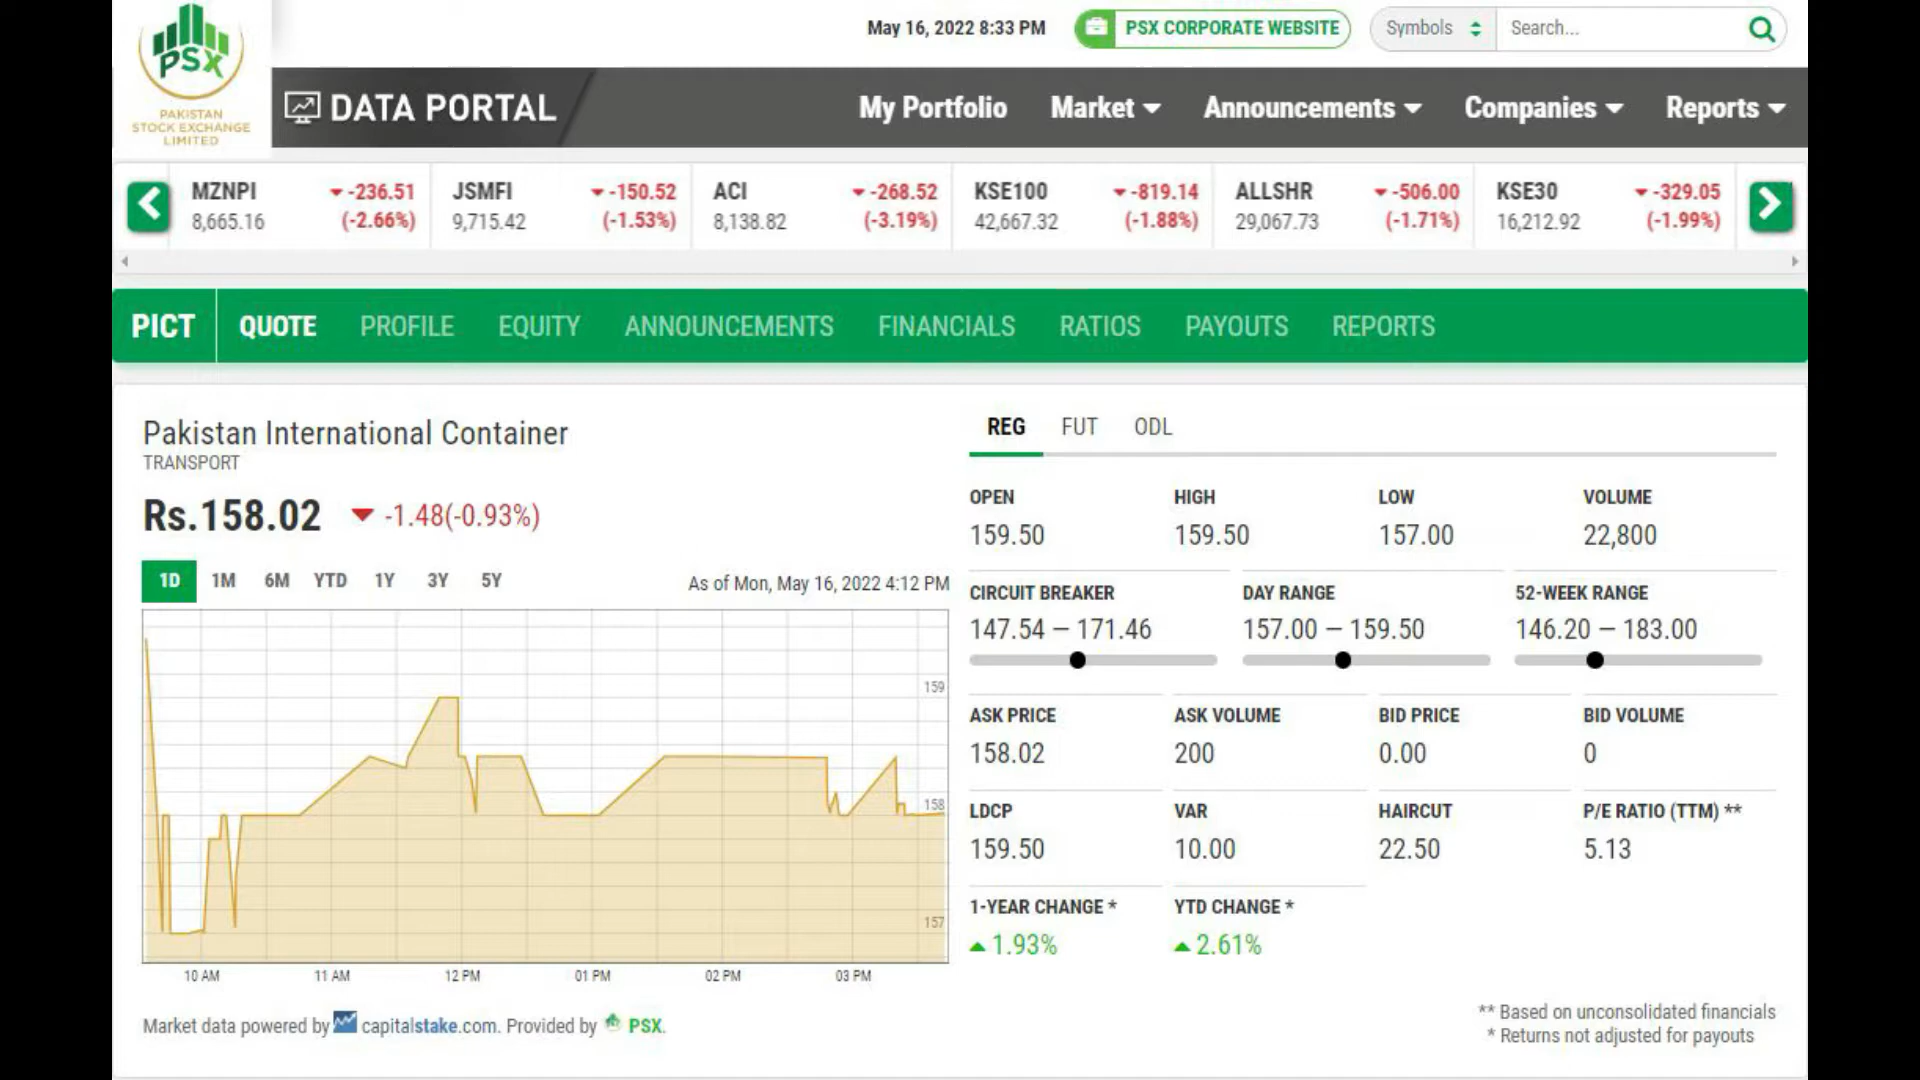 PSX
PAKISTAN
STOCK EXCHANGE
LIMITED
May 16, 2022 8:33 PM
PSX CORPORATE WEBSITE
Symbols
Search...
DATA PORTAL
My Portfolio
Market
Announcements
Companies
Reports
MZNPI -236.51
8,665.16 (-2.66%)
JSMFI -150.52
9,715.42 (-1.53%)
ACI -268.52
8,138.82 (-3.19%)
KSE100 -819.14
42,667.32 (-1.88%)
ALLSHR -506.00
29,067.73 (-1.71%)
KSE30 -329.05
16,212.92 (-1.99%)
PICT QUOTE PROFILE EQUITY ANNOUNCEMENTS FINANCIALS RATIOS PAYOUTS REPORTS
Pakistan International Container
TRANSPORT
Rs.158.02 -1.48(-0.93%)
1D 1M 6M YTD 1Y 3Y 5Y
As of Mon, May 16, 2022 4:12 PM
159
158
157
10 AM 11 AM 12 PM 01 PM 02 PM 03 PM
Market data powered by capitalstake.com. Provided by PSX.
REG FUT ODL
OPEN HIGH LOW VOLUME
159.50 159.50 157.00 22,800
CIRCUIT BREAKER DAY RANGE 52-WEEK RANGE
147.54 — 171.46 157.00 — 159.50 146.20 — 183.00
ASK PRICE ASK VOLUME BID PRICE BID VOLUME
158.02 200 0.00 0
LDCP VAR HAIRCUT P/E RATIO (TTM) **
159.50 10.00 22.50 5.13
1-YEAR CHANGE * YTD CHANGE *
1.93% 2.61%
** Based on unconsolidated financials
* Returns not adjusted for payouts